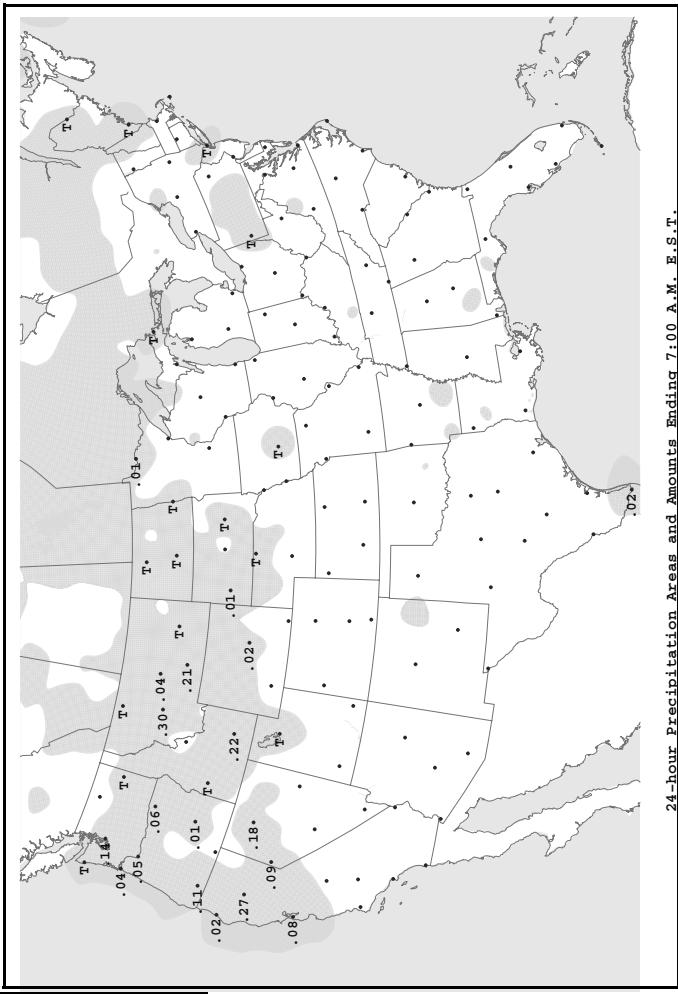 T
T
.14
.04
T
T
T
.05
.01
T
T
.06
.04
.30
T
T
T
.21
.01
.11
T
T
.02
T
.01
.22
.27
.02
T
.18
T
.09
T
T
.08
.02
24-hour Precipitation Areas and Amounts Ending 7:00 A.M. E.S.T.